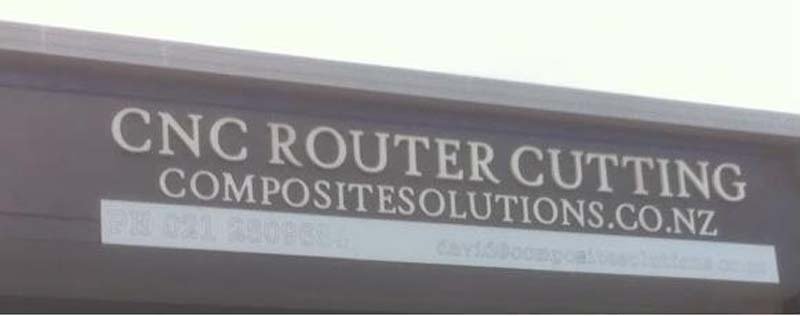 CNC ROUTER CUTTING
COMPOSITESOLUTIONS.CO.NZ
PH 021